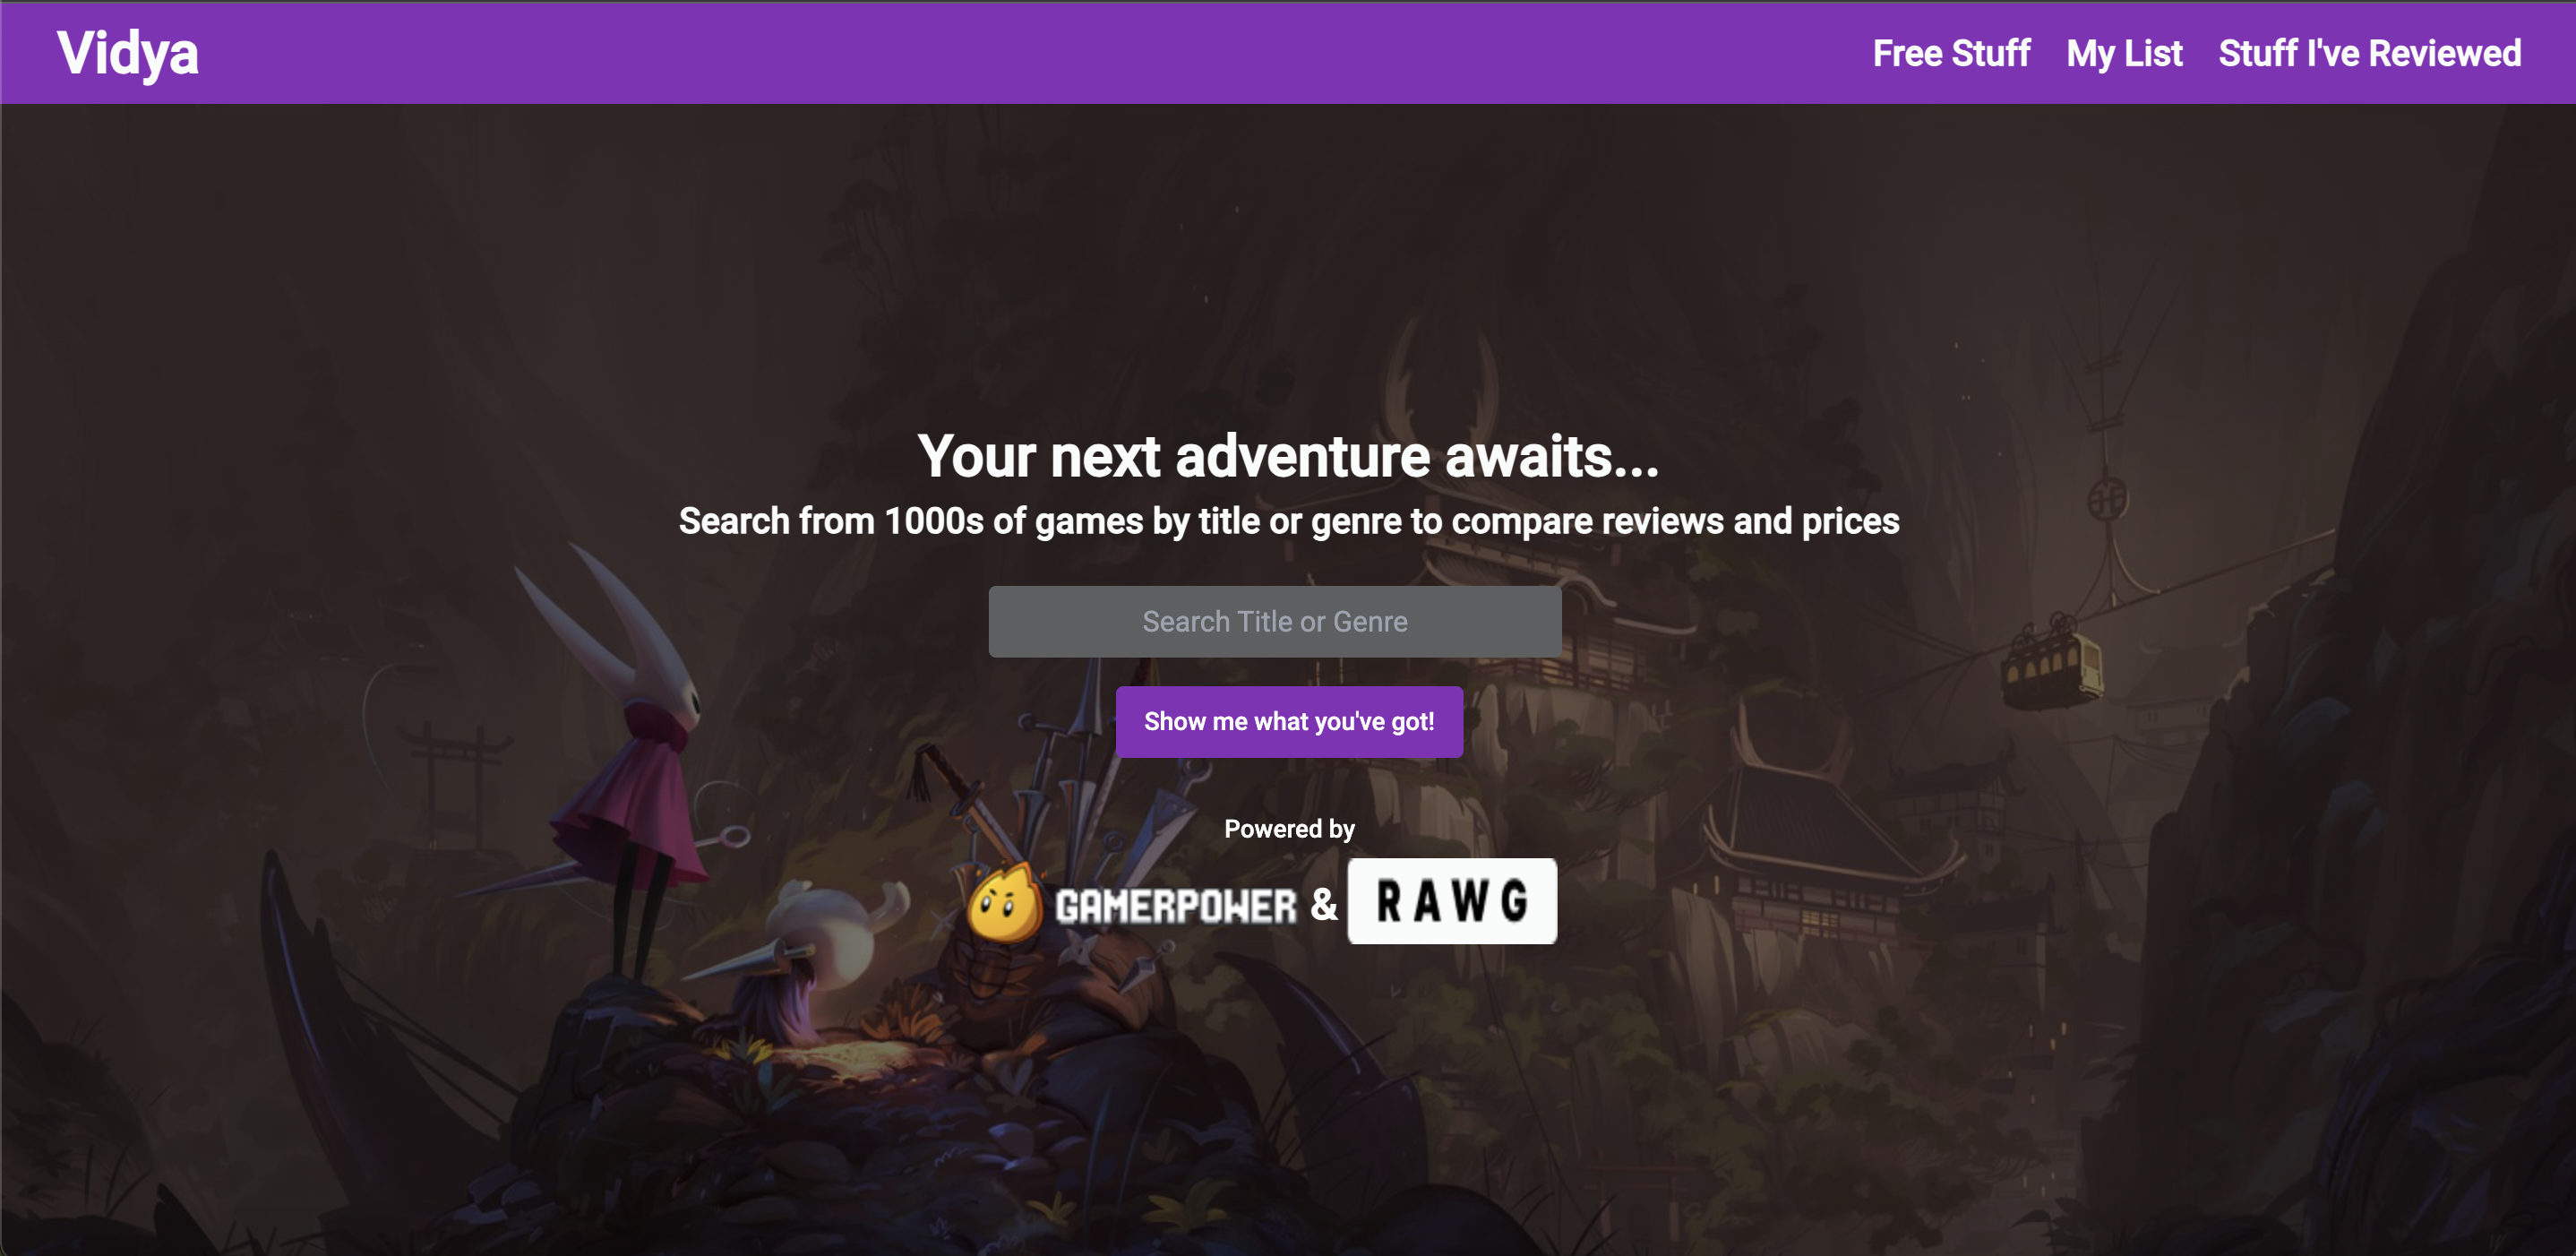 Vidya
Free Stuff My List Stuff I've Reviewed
Your next adventure awaits...
Search from 1000s of games by title or genre to compare reviews and prices
Search Title or Genre
Show me what you've got!
Powered by
GAMERPOWER & RAWG